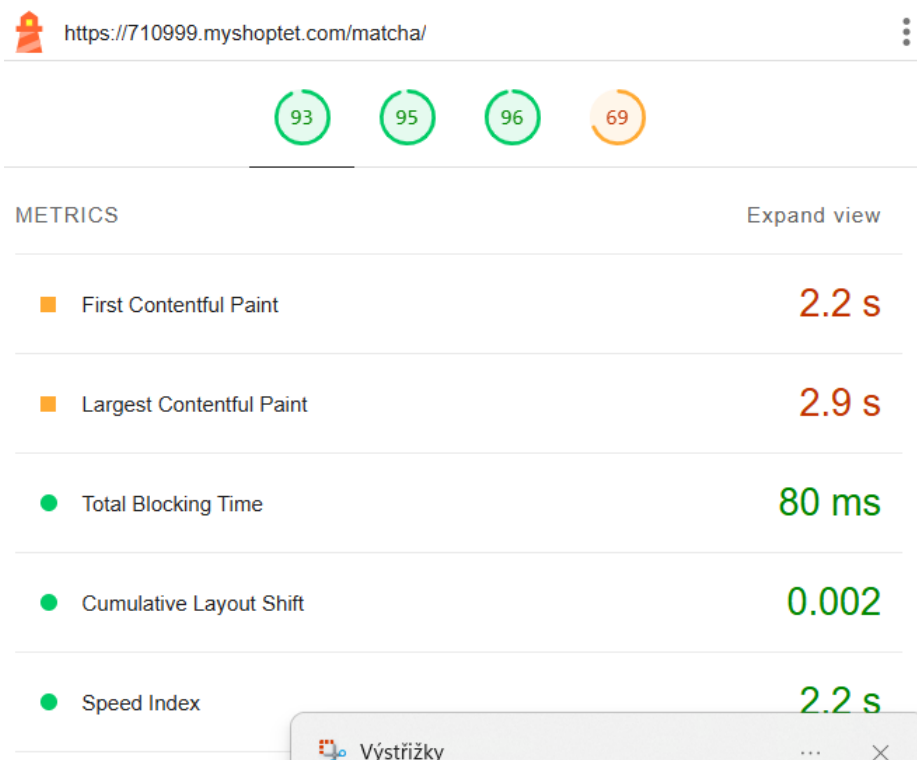 https://710999.myshoptet.com/matcha/
93 95 96 69
METRICS Expand view
First Contentful Paint 2.2 s
Largest Contentful Paint 2.9 s
Total Blocking Time 80 ms
Cumulative Layout Shift 0.002
Speed Index 2.2 s
Výstřižky